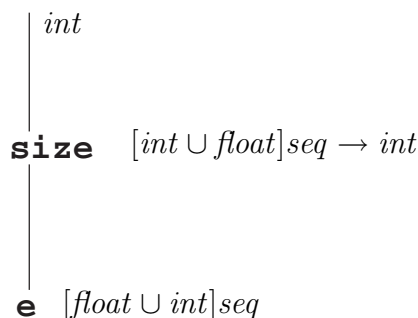 int
size [int ∪ float]seq → int
e [float ∪ int]seq